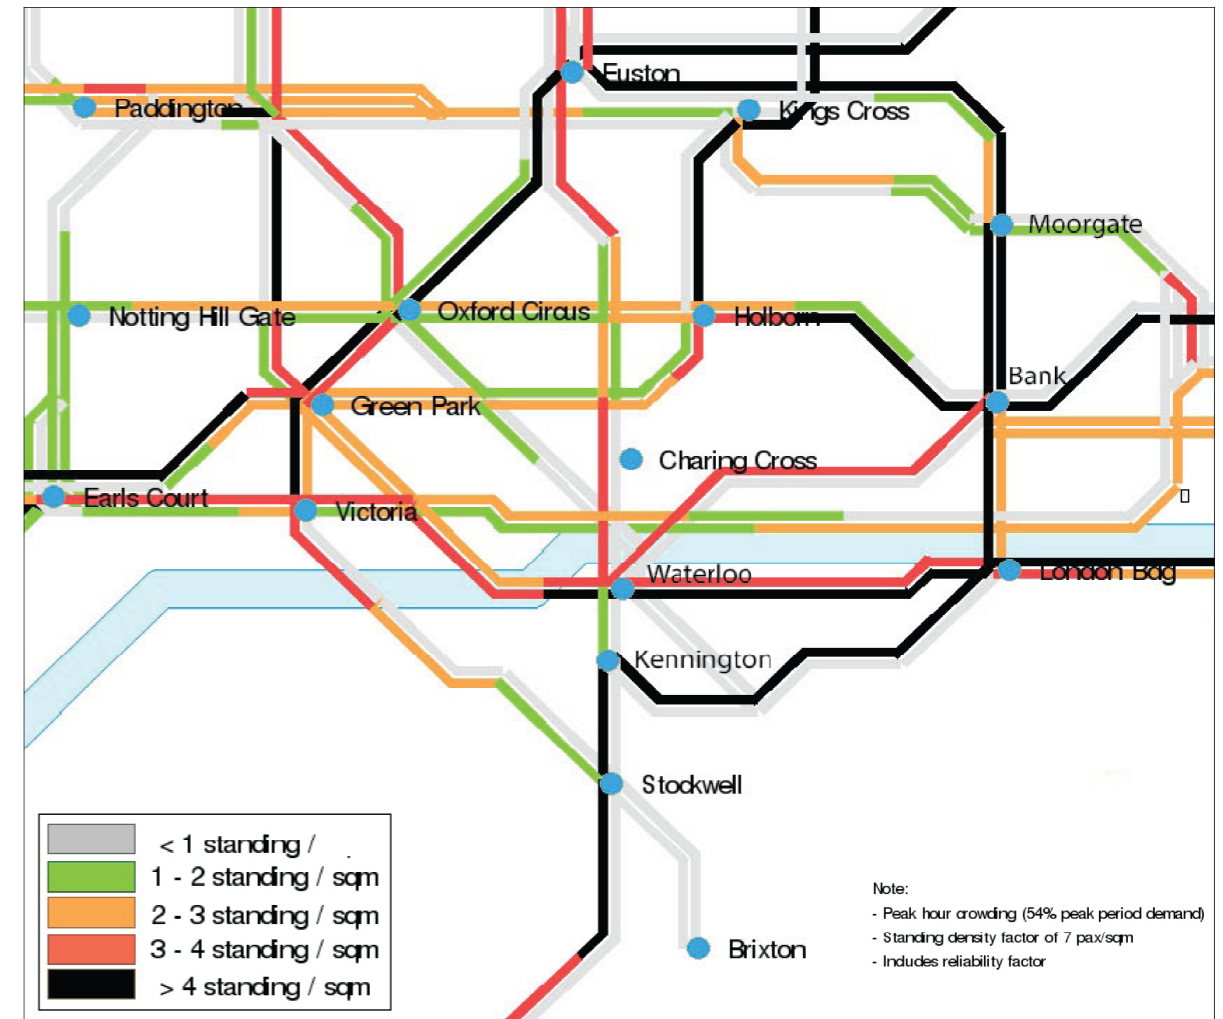 Euston
Paddington
Kings Cross
Moorgate
Notting Hill Gate
Oxford Circus
Holborn
Bank
Green Park
Charing Cross
Earls Court
Victoria
Waterloo
London Bdg
Kennington
Stockwell
Brixton
< 1 standing /
1 - 2 standing / sqm
2 - 3 standing / sqm
3 - 4 standing / sqm
> 4 standing / sqm
Note:
- Peak hour crowding (54% peak period demand)
- Standing density factor of 7 pax/sqm
- Includes reliability factor